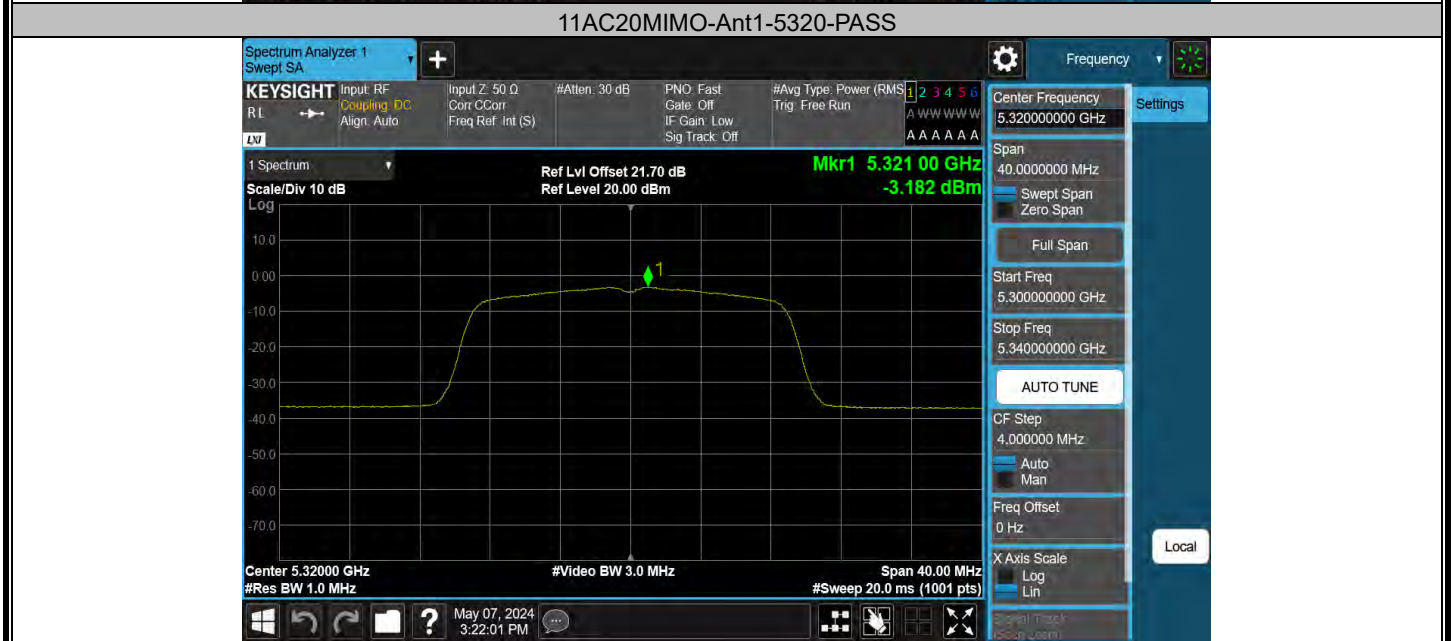 11AC20MIMO-Ant1-5320-PASS
Spectrum Analyzer 1
Swept SA
+
Frequency
KEYSIGHT
Input: RF
Input Z: 50 Ω
#Atten: 30 dB
PNO: Fast
#Avg Type: Power (RMS
1 2 3 4 5 6
RL
Coupling: DC
Corr CCorr
Gate: Off
Trig: Free Run
A W W W W W
Align: Auto
Freq Ref: Int (S)
IF Gain: Low
Sig Track: Off
A A A A A A
LXI
Center Frequency
5.320000000 GHz
Settings
1 Spectrum
Ref Lvl Offset 21.70 dB
Mkr1 5.321 00 GHz
Scale/Div 10 dB
Ref Level 20.00 dBm
-3.182 dBm
Log
Span
40.0000000 MHz
Swept Span
Zero Span
Full Span
Start Freq
5.300000000 GHz
Stop Freq
5.340000000 GHz
AUTO TUNE
CF Step
4.000000 MHz
Auto
Man
Freq Offset
0 Hz
X Axis Scale
Log
Lin
Local
10.0
0.00
1
-10.0
-20.0
-30.0
-40.0
-50.0
-60.0
-70.0
Center 5.32000 GHz
#Video BW 3.0 MHz
Span 40.00 MHz
#Res BW 1.0 MHz
#Sweep 20.0 ms (1001 pts)
?
May 07, 2024
3:22:01 PM
Signal Track
(Span Zoom)